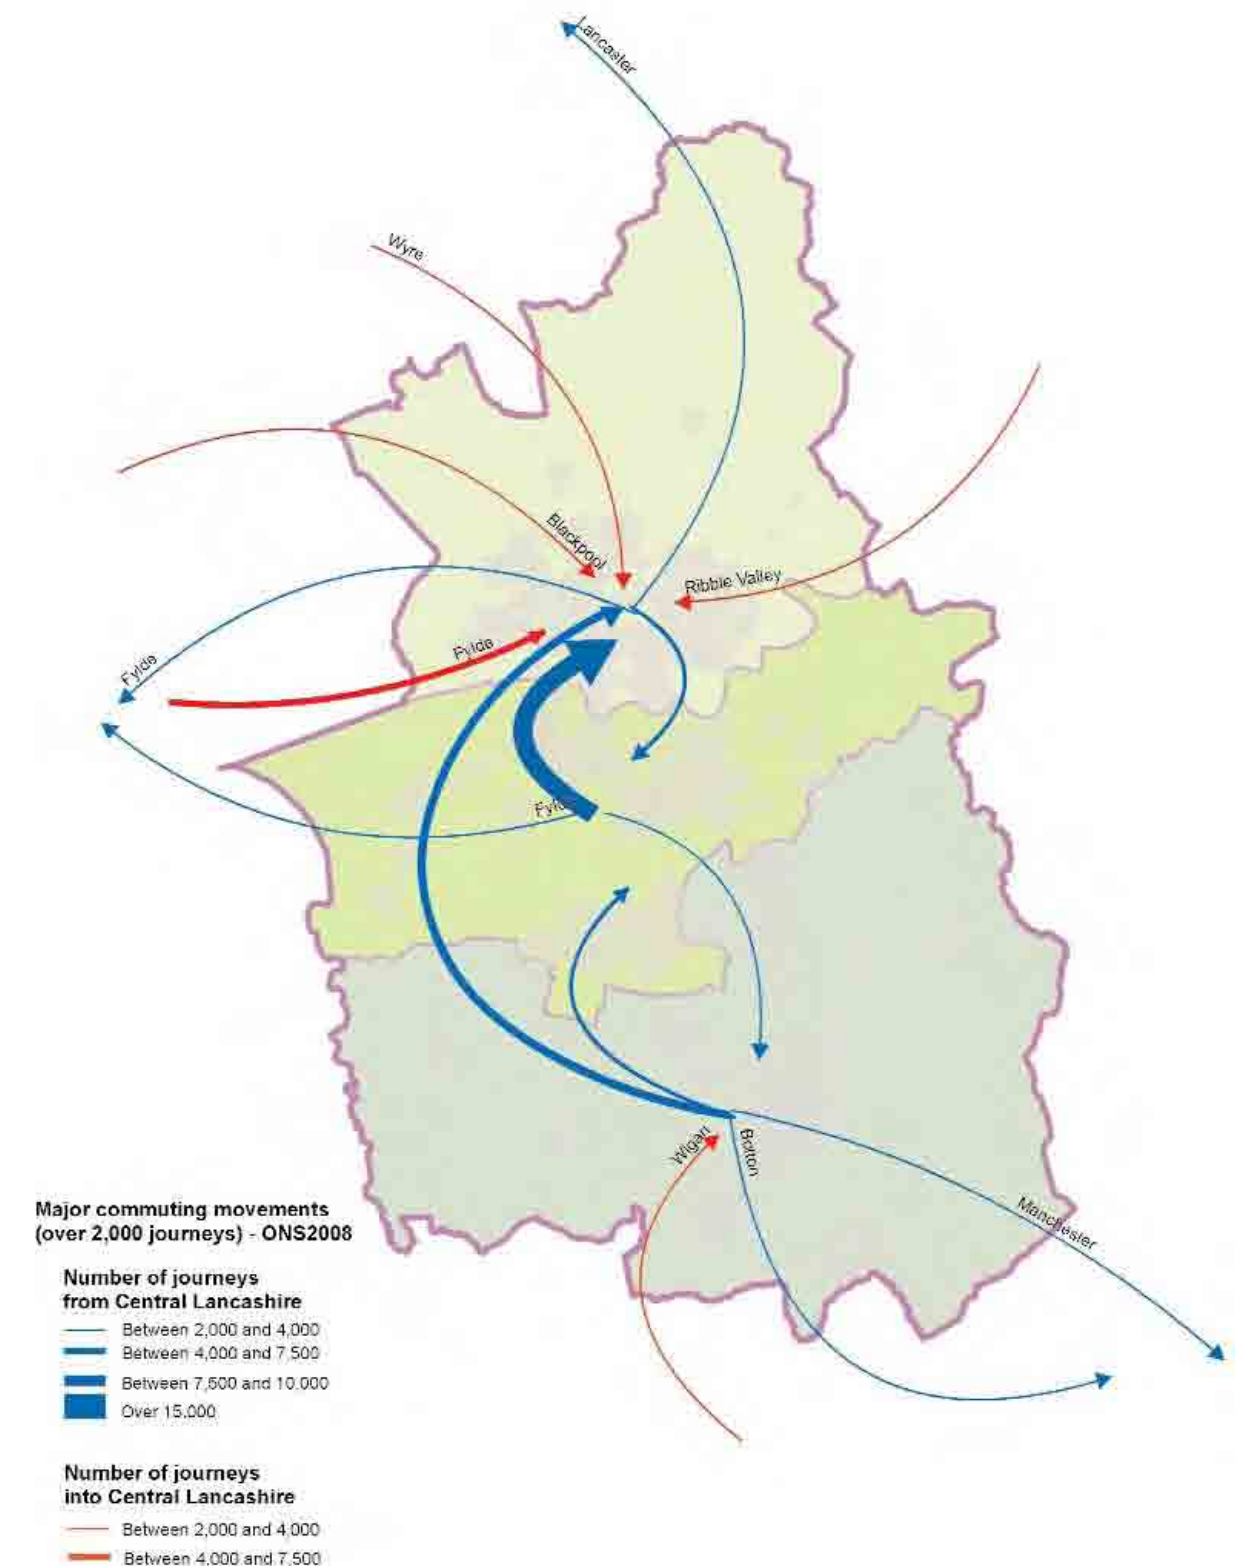 Lancaster
Wyre
Blackpool
Ribble Valley
Fylde
Fylde
Fylde
Wigan
Bolton
Manchester
Major commuting movements
(over 2,000 journeys) - ONS2008
Number of journeys
from Central Lancashire
Between 2,000 and 4,000
Between 4,000 and 7,500
Between 7,500 and 10,000
Over 15,000
Number of journeys
into Central Lancashire
Between 2,000 and 4,000
Between 4,000 and 7,500